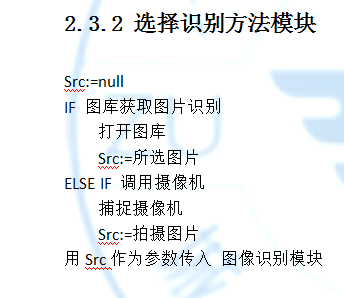 2.3.2 选择识别方法模块
Src:=null
IF 图库获取图片识别
打开图库
Src:=所选图片
ELSE IF 调用摄像机
捕捉摄像机
Src:=拍摄图片
用 Src 作为参数传入 图像识别模块